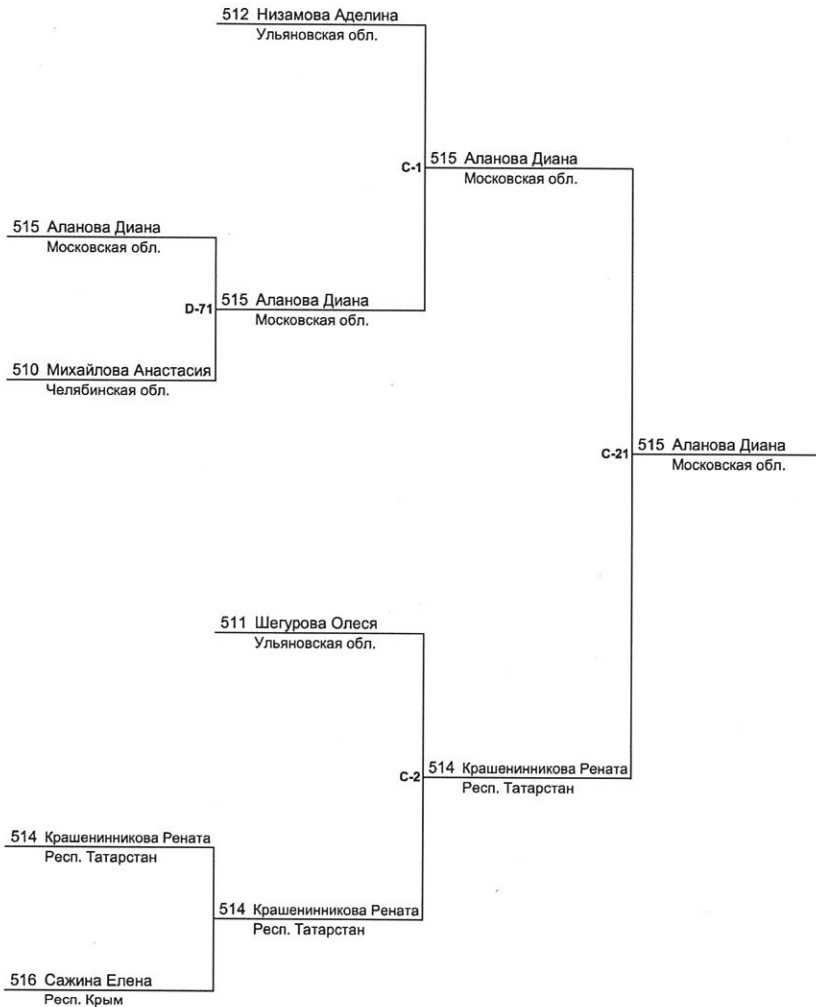 512 Низамова Аделина
Ульяновская обл.
C-1
515 Аланова Диана
Московская обл.
515 Аланова Диана
Московская обл.
D-71
515 Аланова Диана
Московская обл.
510 Михайлова Анастасия
Челябинская обл.
C-21
515 Аланова Диана
Московская обл.
511 Шегурова Олеся
Ульяновская обл.
C-2
514 Крашенинникова Рената
Респ. Татарстан
514 Крашенинникова Рената
Респ. Татарстан
514 Крашенинникова Рената
Респ. Татарстан
516 Сажина Елена
Респ. Крым